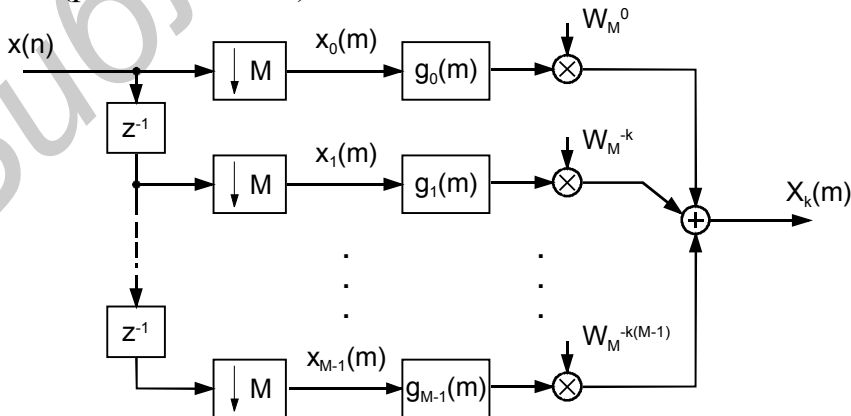 x(n)
↓ M
x₀(m)
g₀(m)
W_M⁰
z⁻¹
↓ M
x₁(m)
g₁(m)
W_M⁻ᵏ
X_k(m)
z⁻¹
↓ M
x_{M-1}(m)
g_{M-1}(m)
W_M^{-k(M-1)}